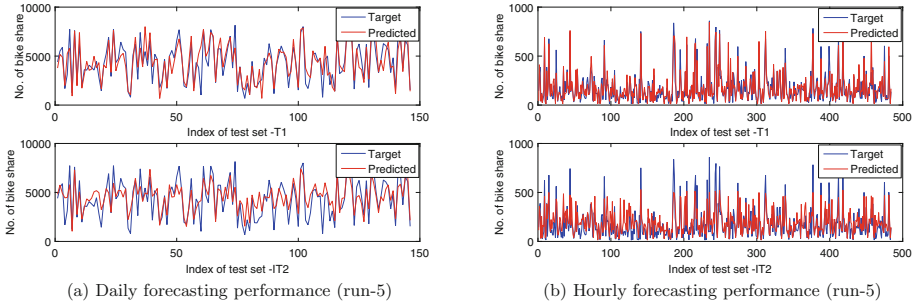 10000
5000
0
No. of bike share
Target
Predicted
0 50 100 150
Index of test set -T1
10000
5000
0
No. of bike share
Target
Predicted
0 50 100 150
Index of test set -IT2
(a) Daily forecasting performance (run-5)
1000
500
0
No. of bike share
Target
Predicted
0 100 200 300 400 500
Index of test set -T1
1000
500
0
No. of bike share
Target
Predicted
0 100 200 300 400 500
Index of test set -IT2
(b) Hourly forecasting performance (run-5)